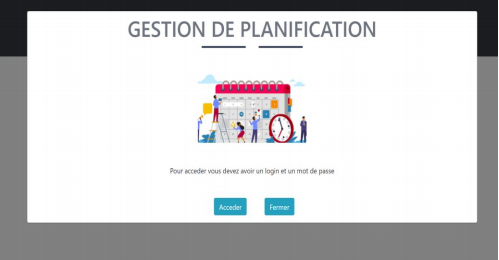 GESTION DE PLANIFICATION
Pour acceder vous devez avoir un login et un mot de passe
Acceder
Fermer